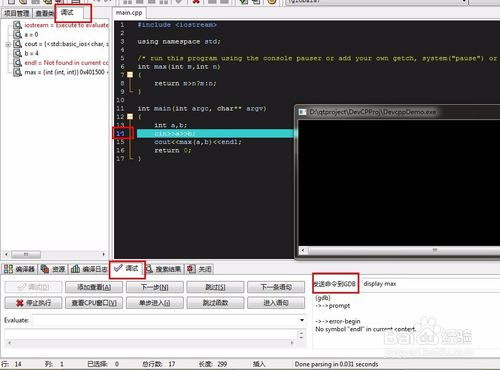 (globals)
项目管理 查看类 调试
main.cpp
iostream = Execute to evaluate
a = 0
cout = {<std::basic_ios<char, s
b = 4
endl = Not found in current co
max = {int (int, int)} 0x401500 <m
1 #include <iostream>
2
3 using namespace std;
4
5 /* run this program using the console pauser or add your own getch, system("pause") or
6 int max(int m,int n)
7 {
8 return m>n?m:n;
9 }
10
11 int main(int argc, char** argv)
12 {
13 int a,b;
14 cin>>a>>b;
15 cout<<max(a,b)<<endl;
16 return 0;
17 }
D:\qtproject\DevCPProj\DevcppDemo.exe
编译器 资源 编译日志 调试 搜索结果 关闭
调试(D) 添加查看(A) 下一步(N) 跳过(S) 下一条语句
停止执行 查看CPU窗口(V) 单步进入(i) 跳过函数 进入语句
Evaluate:
发送命令到GDB display max
(gdb)
->->prompt
->->error-begin
No symbol "endl" in current context.
Baidu经验
行: 14 列: 1 已选择: 0 总行数: 17 长度: 299 插入 Done parsing in 0.031 seconds